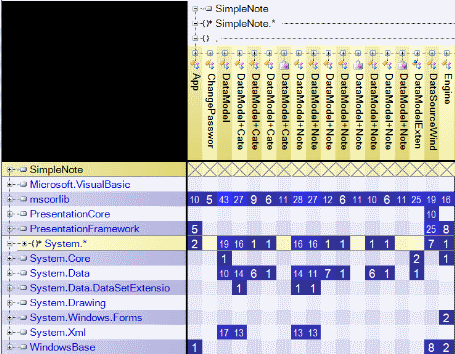 SimpleNote
{}* SimpleNote.*
{} .
App
ChangePasswor
DataModel
DataModel+Cate
DataModel+Cate
DataModel+Cate
DataModel+Cate
DataModel+Note
DataModel+Note
DataModel+Note
DataModel+Note
DataModel+Note
DataModel+Note
DataModel+Note
DataModel+Note
DataModelExten
DataSourceWind
Engine
SimpleNote
Microsoft.VisualBasic
mscorlib 10 5 43 27 9 6 11 28 27 12 6 11 10 6 11 25 19 16
PresentationCore 10
PresentationFramework 5 25 8
{}* System.* 2 19 16 1 1 16 16 1 1 1 1 7 1
System.Core 1 2 1
System.Data 10 14 6 1 14 11 7 1 6 1 1
System.Data.DataSetExtensio 1 1 1
System.Drawing
System.Windows.Forms 2
System.Xml 17 13 13 13
WindowsBase 1 8 2